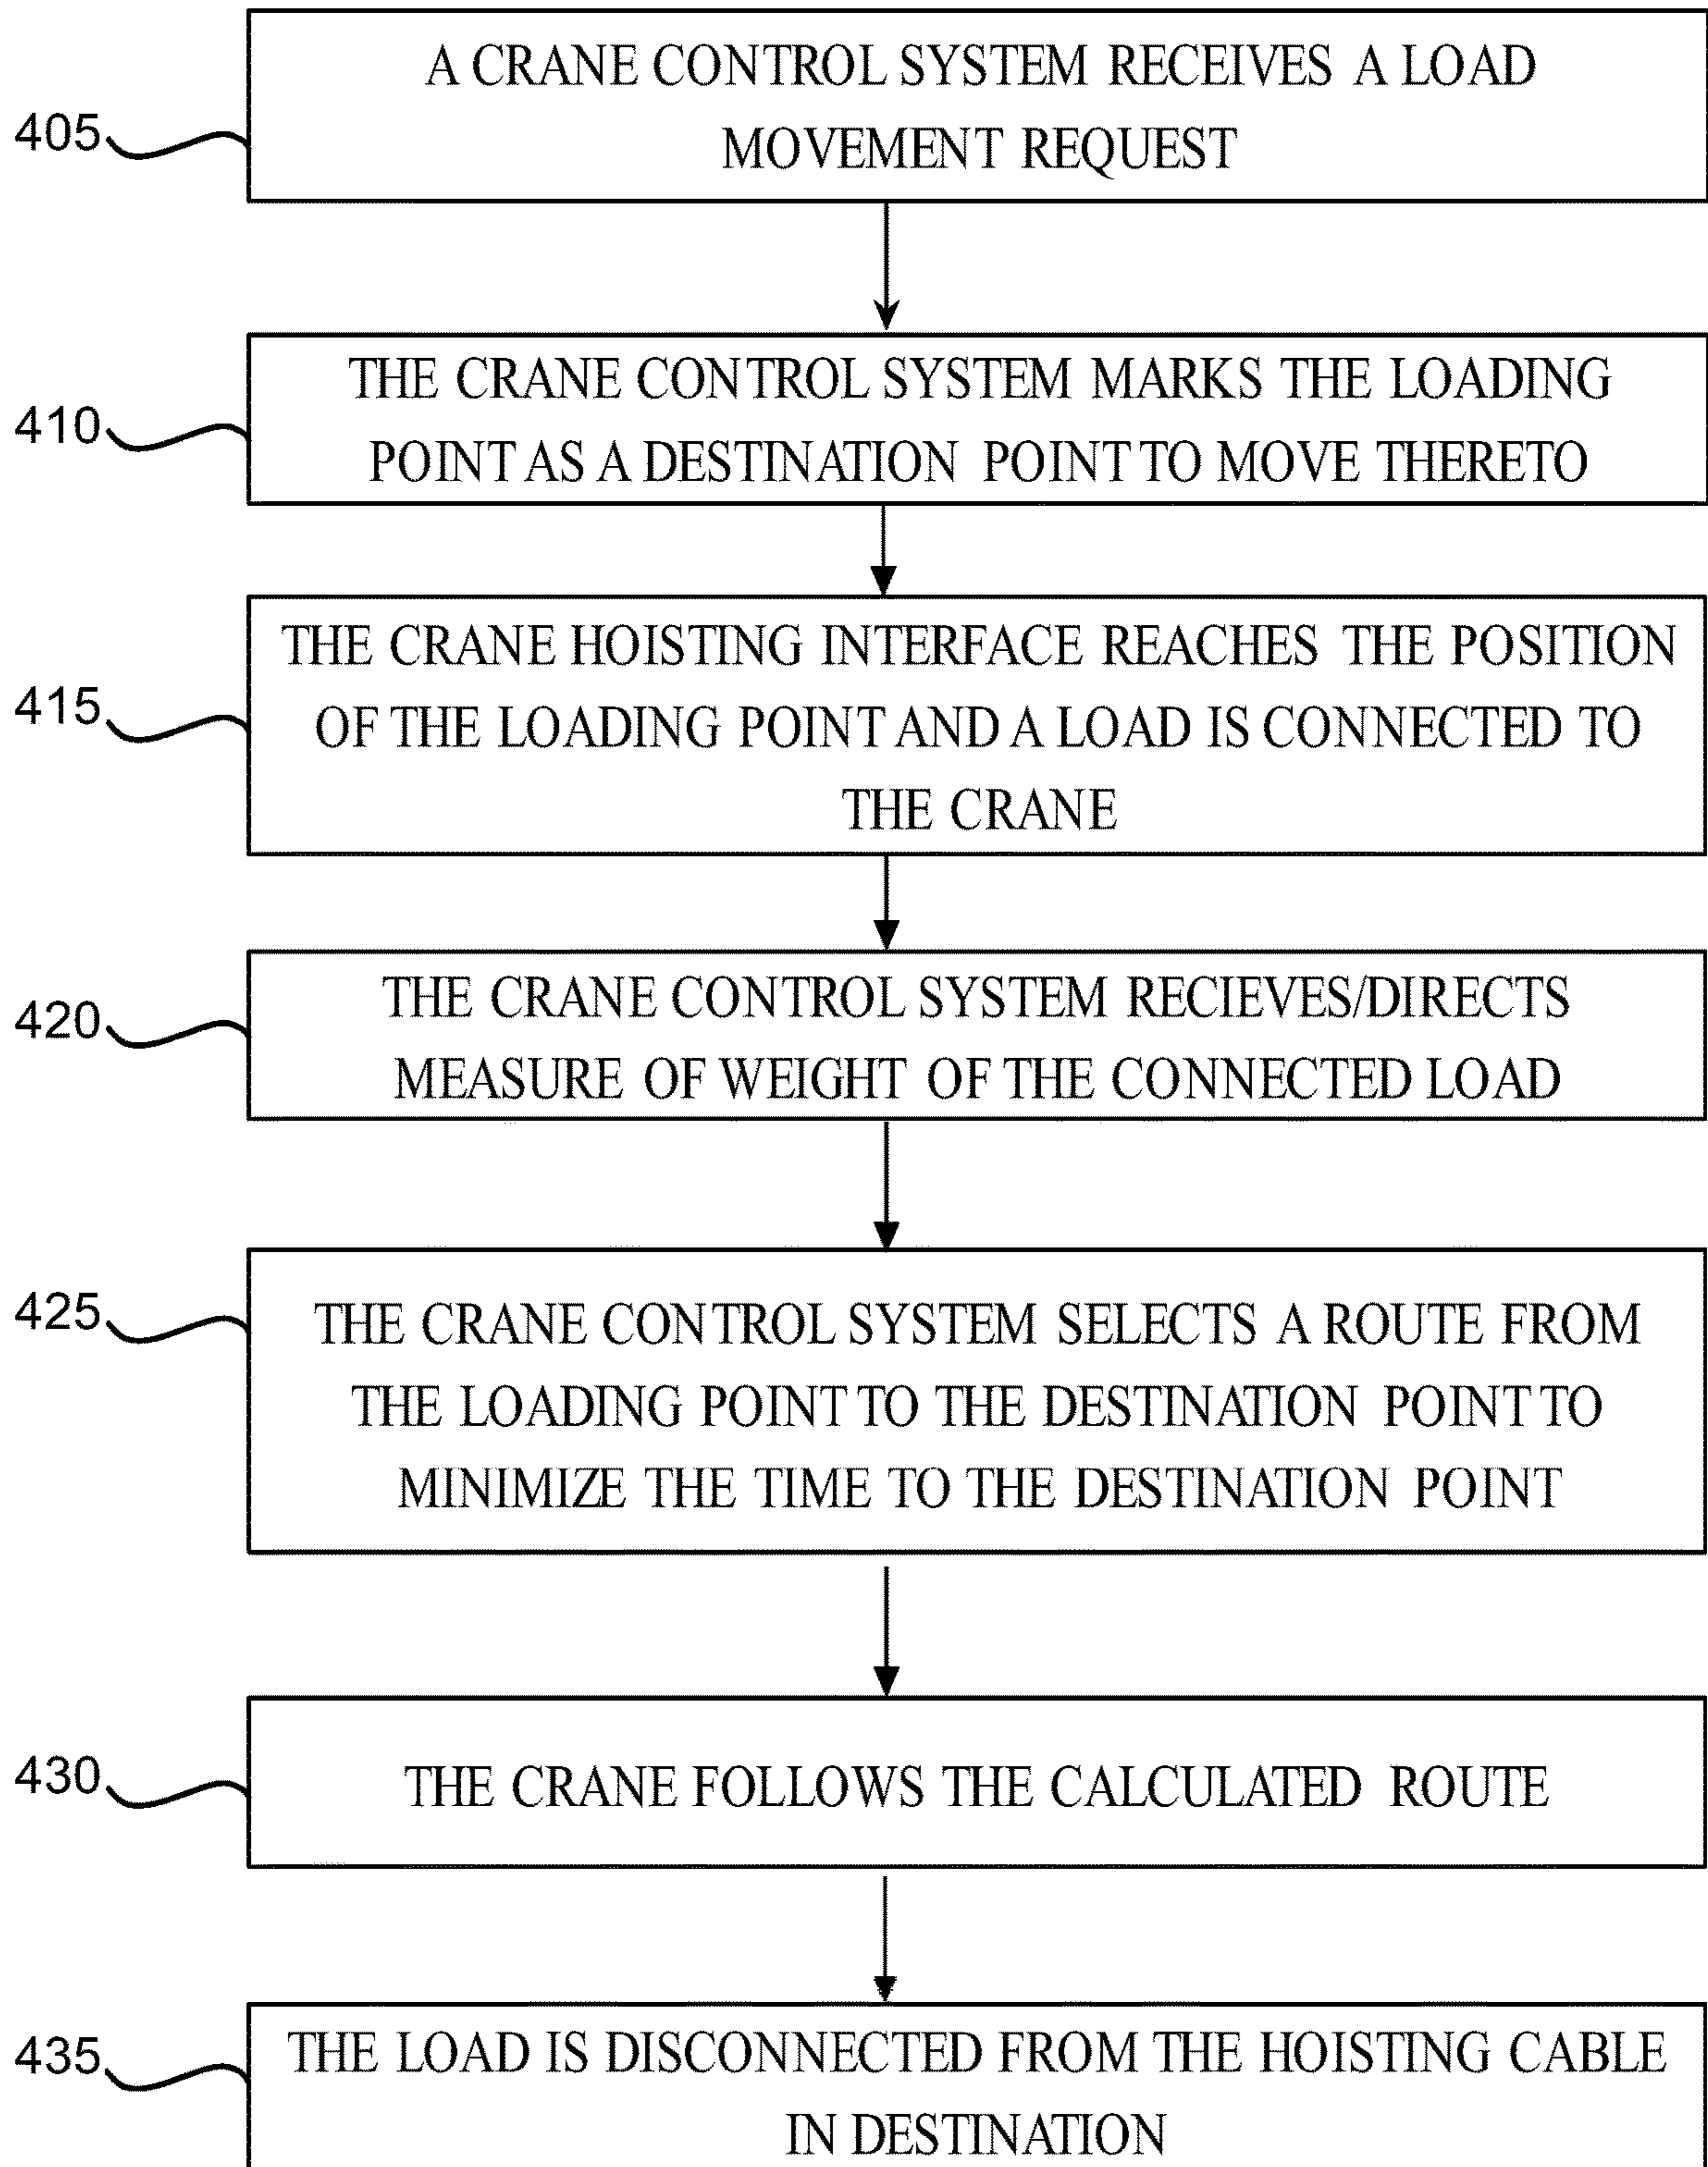 A CRANE CONTROL SYSTEM RECEIVES A LOAD
MOVEMENT REQUEST
405
THE CRANE CONTROL SYSTEM MARKS THE LOADING
POINT AS A DESTINATION POINT TO MOVE THERETO
410
THE CRANE HOISTING INTERFACE REACHES THE POSITION
OF THE LOADING POINT AND A LOAD IS CONNECTED TO
THE CRANE
415
THE CRANE CONTROL SYSTEM RECIEVES/DIRECTS
MEASURE OF WEIGHT OF THE CONNECTED LOAD
420
THE CRANE CONTROL SYSTEM SELECTS A ROUTE FROM
THE LOADING POINT TO THE DESTINATION POINT TO
MINIMIZE THE TIME TO THE DESTINATION POINT
425
THE CRANE FOLLOWS THE CALCULATED ROUTE
430
THE LOAD IS DISCONNECTED FROM THE HOISTING CABLE
IN DESTINATION
435